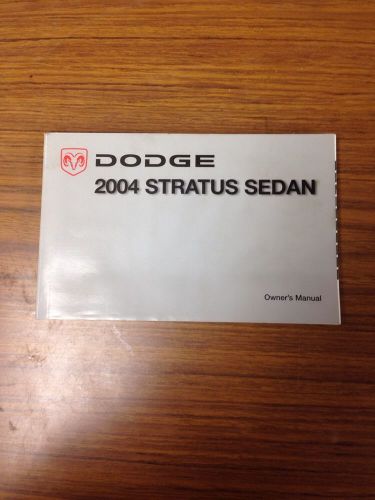 DODGE
2004 STRATUS SEDAN
Owner's Manual